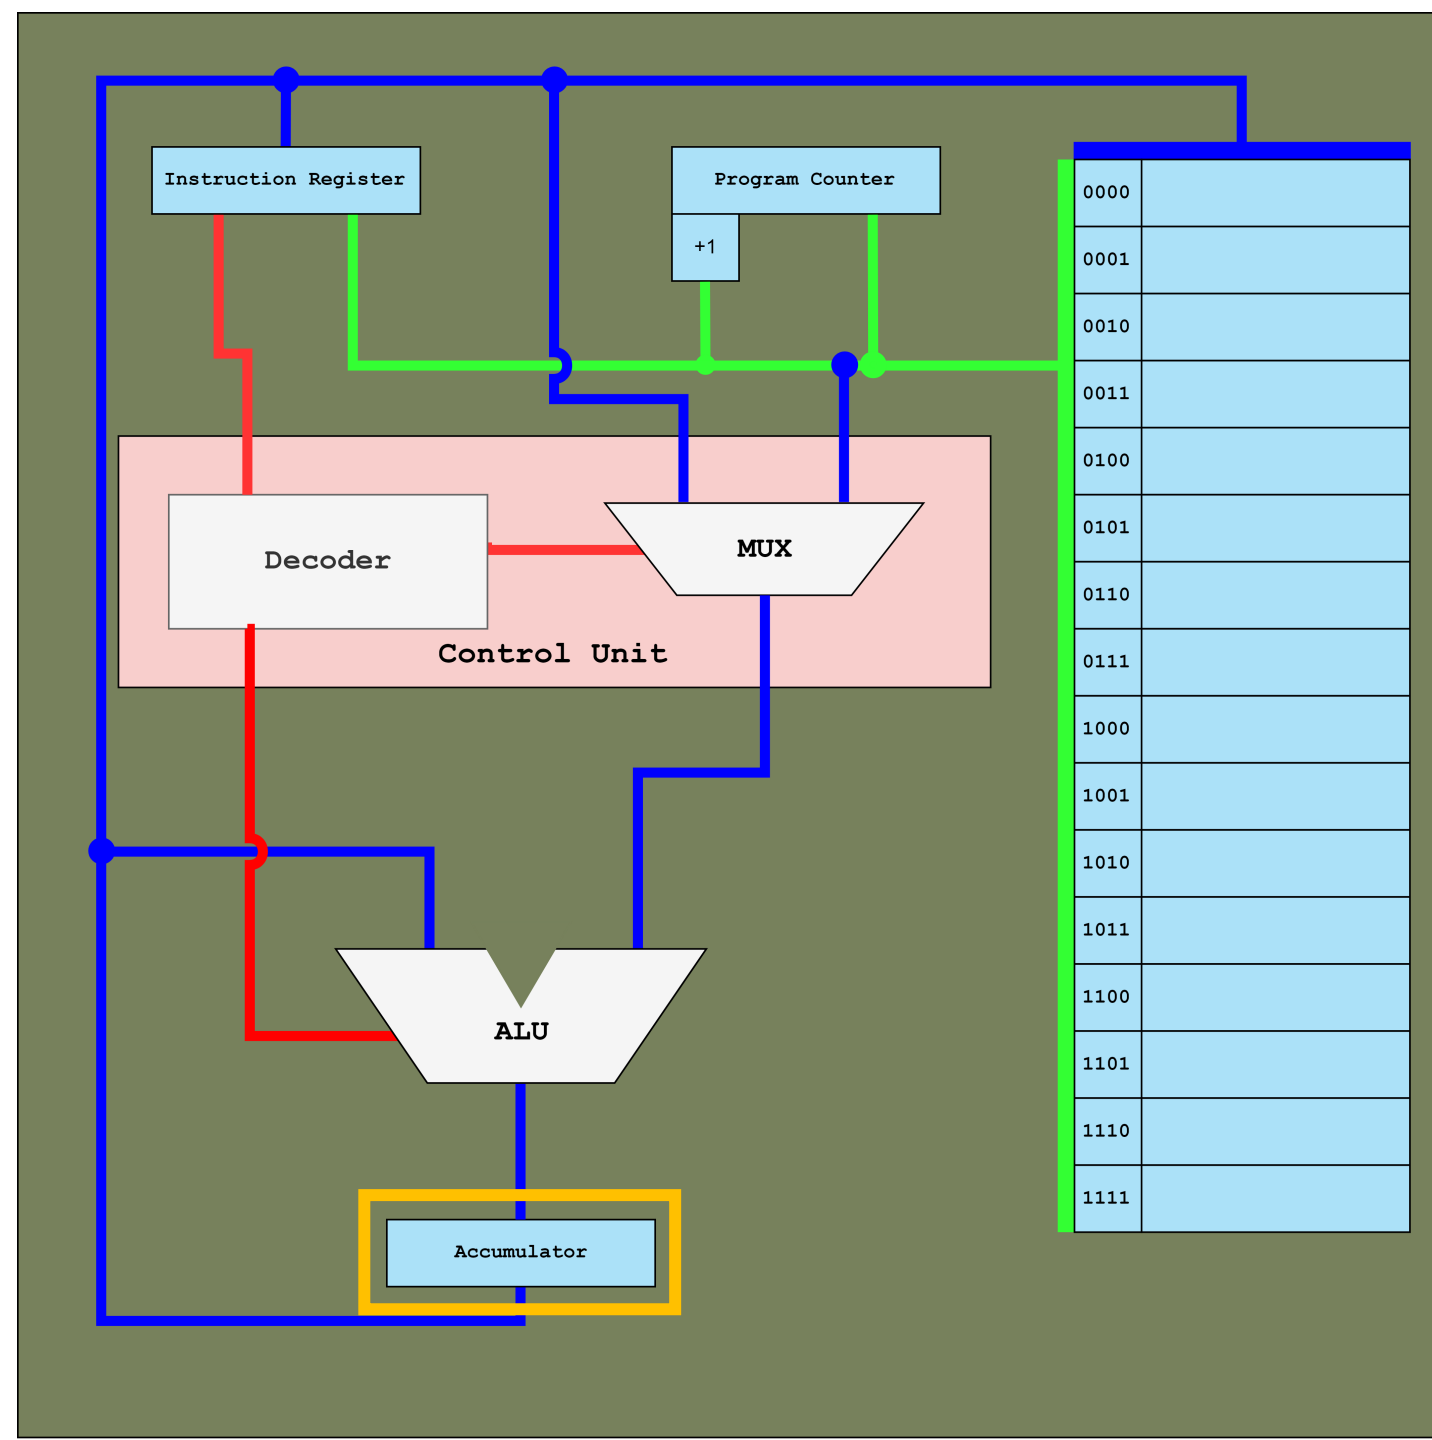 Instruction Register
Program Counter
+1
0000
0001
0010
0011
0100
0101
0110
0111
1000
1001
1010
1011
1100
1101
1110
1111
Decoder
MUX
Control Unit
ALU
Accumulator